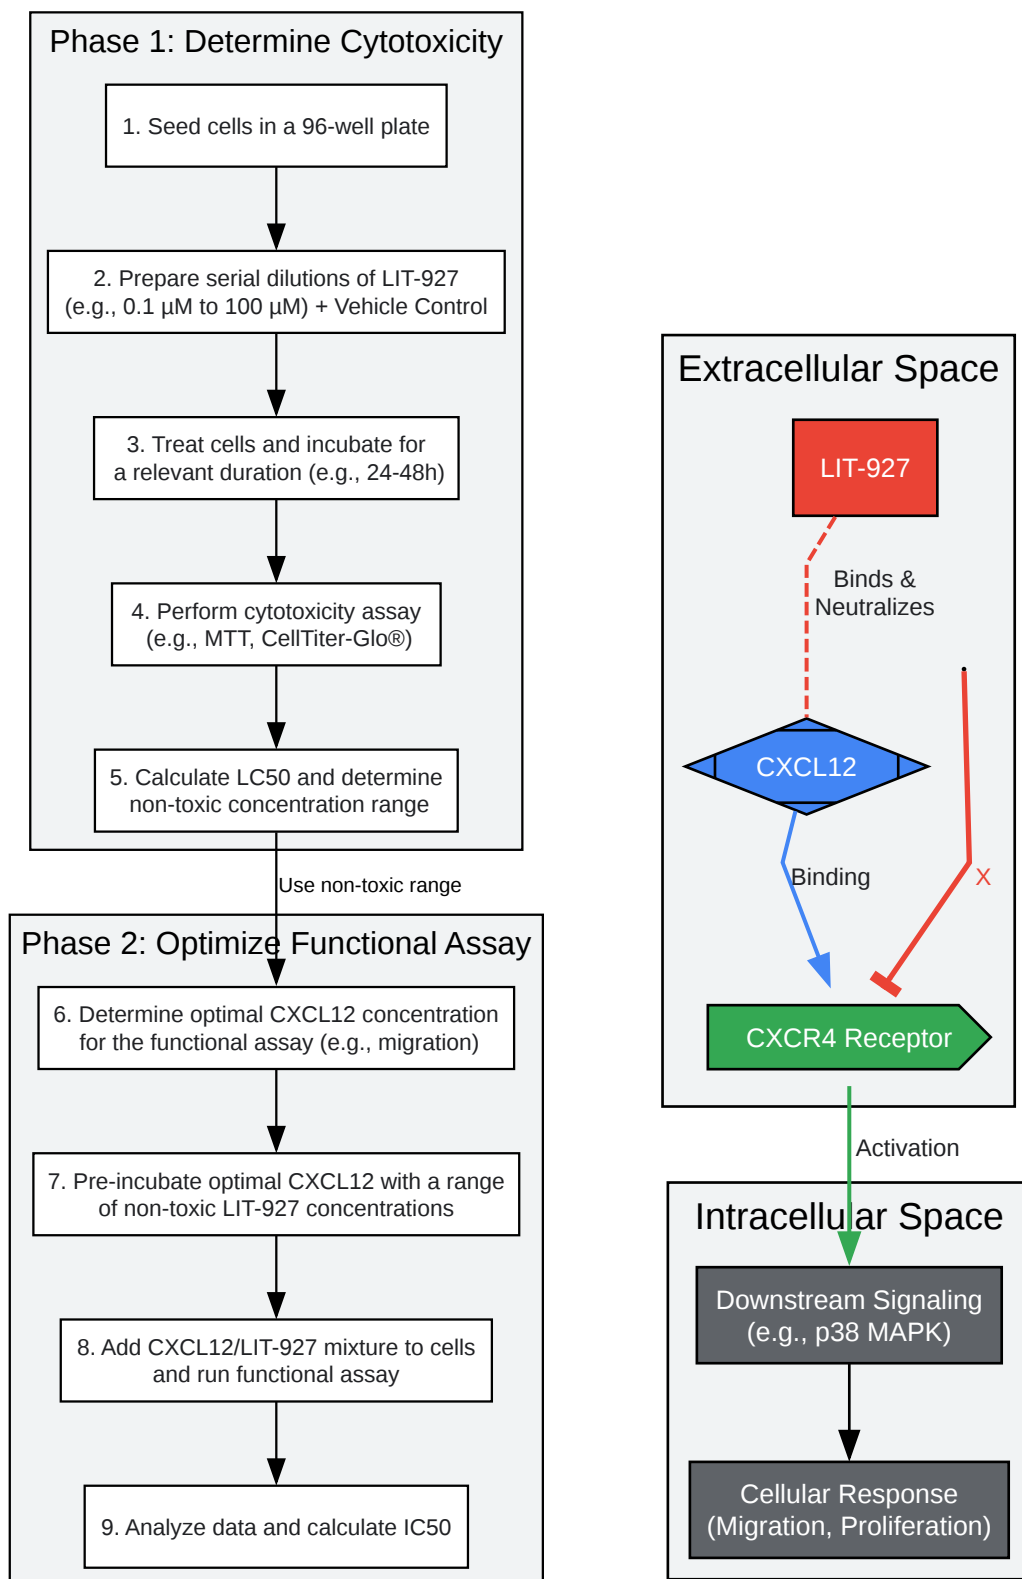 Phase 1: Determine Cytotoxicity
1. Seed cells in a 96-well plate
2. Prepare serial dilutions of LIT-927
(e.g., 0.1 µM to 100 µM) + Vehicle Control
3. Treat cells and incubate for
a relevant duration (e.g., 24-48h)
4. Perform cytotoxicity assay
(e.g., MTT, CellTiter-Glo®)
5. Calculate LC50 and determine
non-toxic concentration range
Use non-toxic range
Phase 2: Optimize Functional Assay
6. Determine optimal CXCL12 concentration
for the functional assay (e.g., migration)
7. Pre-incubate optimal CXCL12 with a range
of non-toxic LIT-927 concentrations
8. Add CXCL12/LIT-927 mixture to cells
and run functional assay
9. Analyze data and calculate IC50
Extracellular Space
LIT-927
Binds &
Neutralizes
CXCL12
Binding
X
CXCR4 Receptor
Activation
Intracellular Space
Downstream Signaling
(e.g., p38 MAPK)
Cellular Response
(Migration, Proliferation)